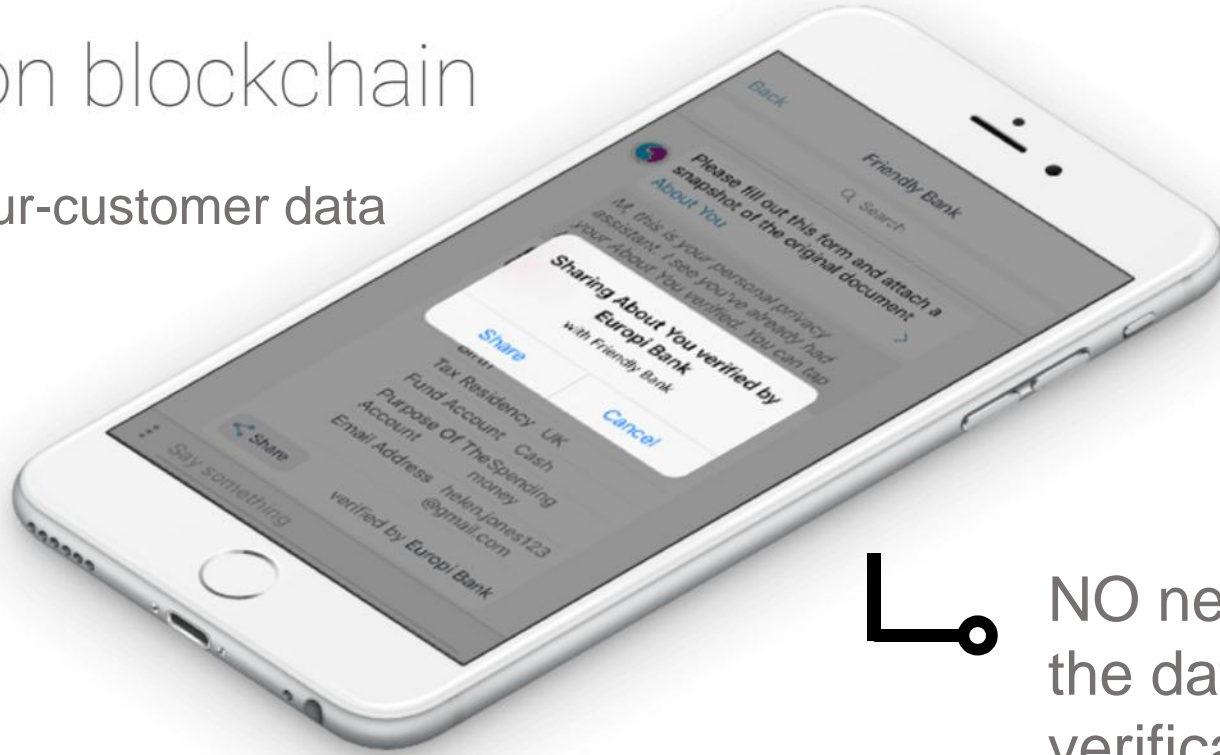 on blockchain
ur-customer data
Back
Friendly Bank
Search
Please fill out this form and attach a
snapshot of the original document
About You
M, this is your personal privacy
assistant. I see you've already had
your About You verified. You can tap
Sharing About You verified by
Europi Bank
with Friendly Bank
Share
Cancel
Tax Residency UK
Fund Account Cash
Purpose Of The Spending
Account money
Email Address helen.jones123
@gmail.com
verified by Europi Bank
Share
Say something
NO ne
the da
verifica